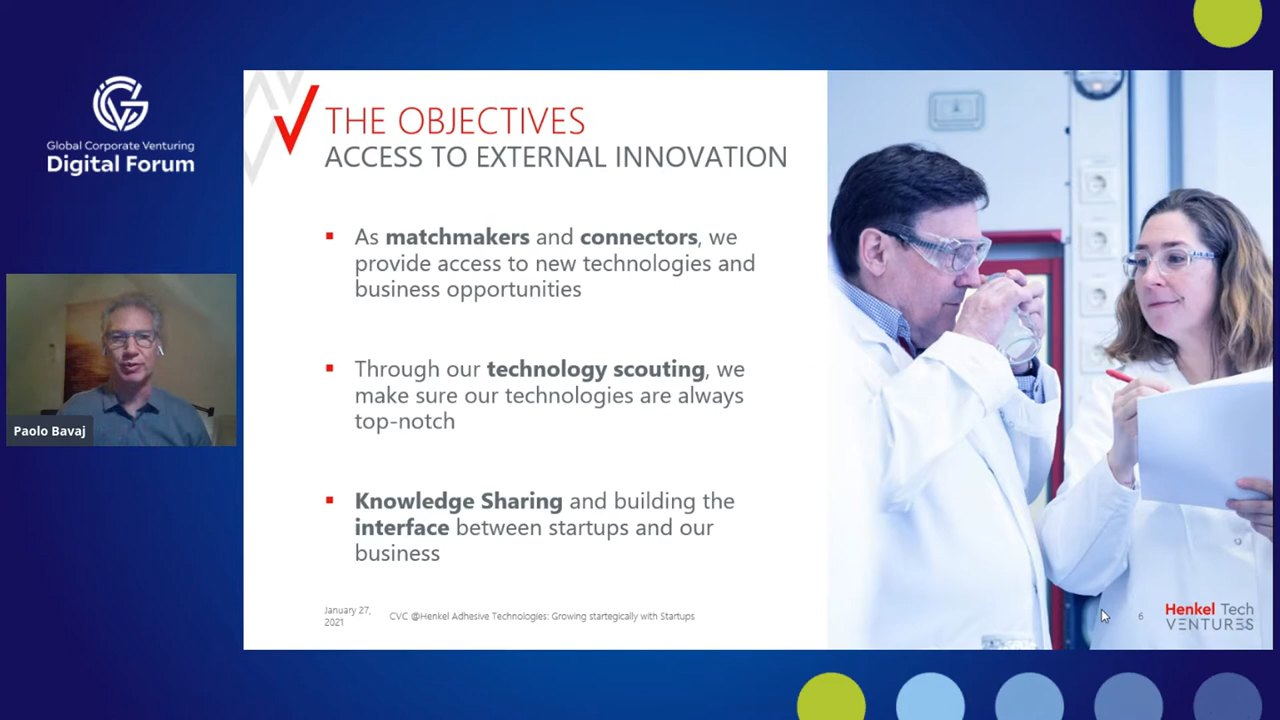 Global Corporate Venturing
Digital Forum
Paolo Bavaj
THE OBJECTIVES
ACCESS TO EXTERNAL INNOVATION
▪ As matchmakers and connectors, we
provide access to new technologies and
business opportunities
▪ Through our technology scouting, we
make sure our technologies are always
top-notch
▪ Knowledge Sharing and building the
interface between startups and our
business
January 27,
2021
CVC @Henkel Adhesive Technologies: Growing startegically with Startups
6
Henkel Tech
VENTURES